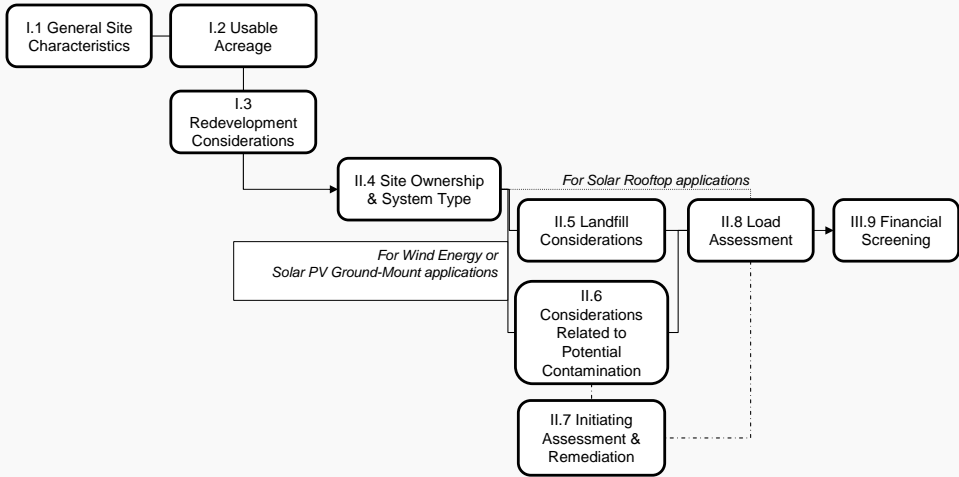 I.1 General Site
Characteristics
I.2 Usable
Acreage
I.3
Redevelopment
Considerations
II.4 Site Ownership
& System Type
For Solar Rooftop applications
For Wind Energy or
Solar PV Ground-Mount applications
II.5 Landfill
Considerations
II.6
Considerations
Related to
Potential
Contamination
II.7 Initiating
Assessment &
Remediation
II.8 Load
Assessment
III.9 Financial
Screening